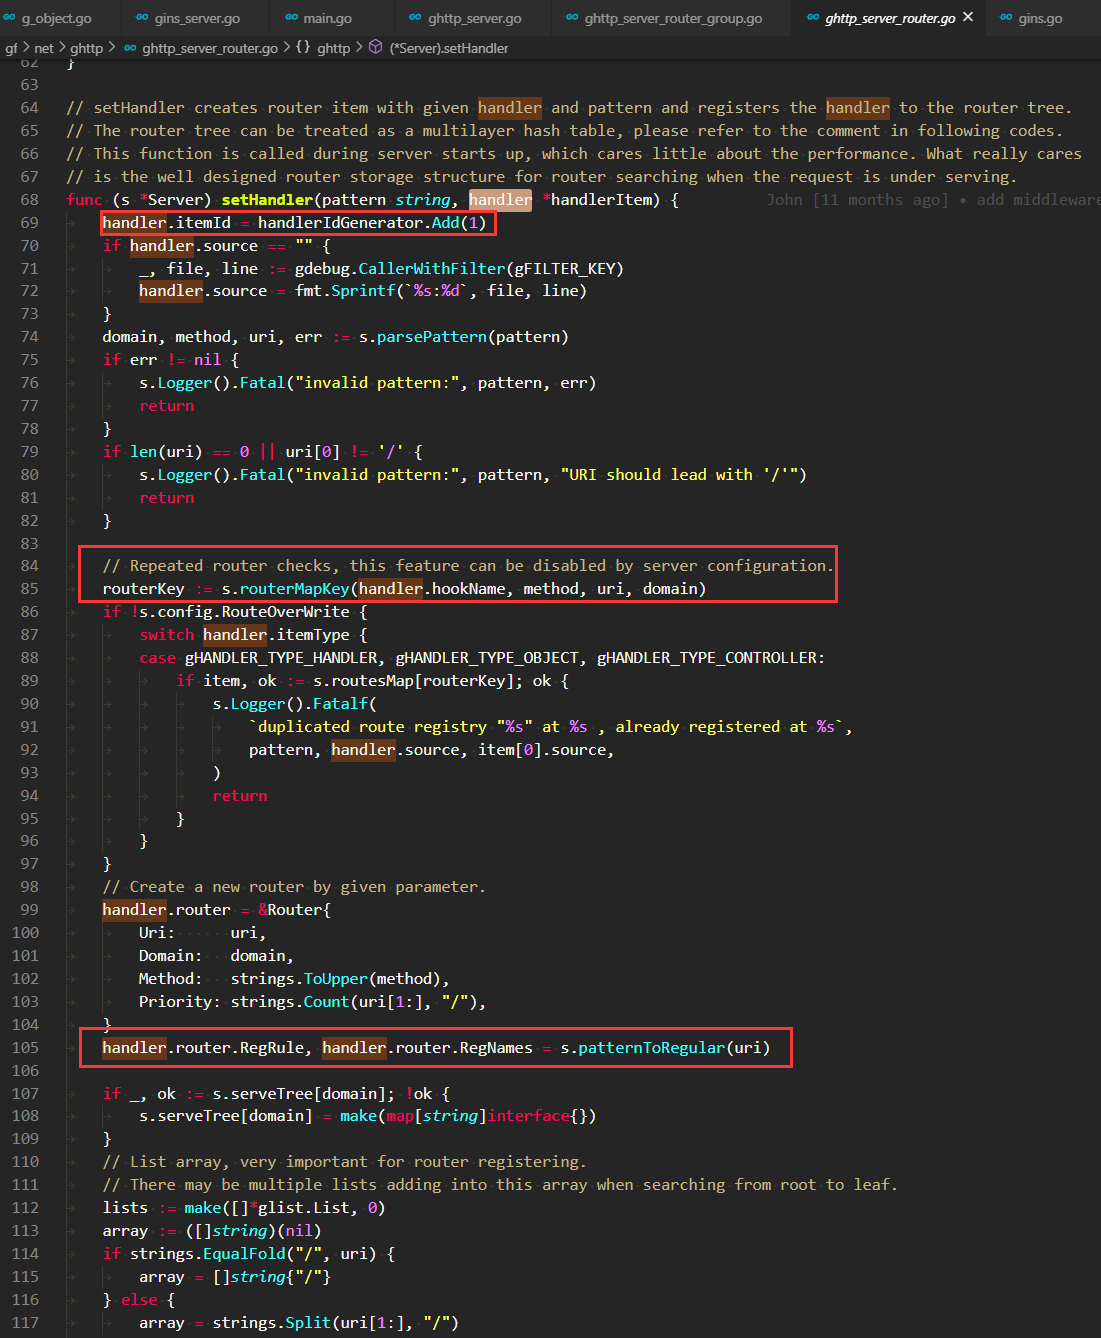 g_object.go gins_server.go main.go ghttp_server.go ghttp_server_router_group.go ghttp_server_router.go × gins.go
gf > net > ghttp > ghttp_server_router.go > {} ghttp > (*Server).setHandler
62 }
63
64 // setHandler creates router item with given handler and pattern and registers the handler to the router tree.
65 // The router tree can be treated as a multilayer hash table, please refer to the comment in following codes.
66 // This function is called during server starts up, which cares little about the performance. What really cares
67 // is the well designed router storage structure for router searching when the request is under serving.
68 func (s *Server) setHandler(pattern string, handler *handlerItem) { John [11 months ago] • add middleware
69 handler.itemId = handlerIdGenerator.Add(1)
70 if handler.source == "" {
71 _, file, line := gdebug.CallerWithFilter(gFILTER_KEY)
72 handler.source = fmt.Sprintf(`%s:%d`, file, line)
73 }
74 domain, method, uri, err := s.parsePattern(pattern)
75 if err != nil {
76 s.Logger().Fatal("invalid pattern:", pattern, err)
77 return
78 }
79 if len(uri) == 0 || uri[0] != '/' {
80 s.Logger().Fatal("invalid pattern:", pattern, "URI should lead with '/'")
81 return
82 }
83
84 // Repeated router checks, this feature can be disabled by server configuration.
85 routerKey := s.routerMapKey(handler.hookName, method, uri, domain)
86 if !s.config.RouteOverWrite {
87 switch handler.itemType {
88 case gHANDLER_TYPE_HANDLER, gHANDLER_TYPE_OBJECT, gHANDLER_TYPE_CONTROLLER:
89 if item, ok := s.routesMap[routerKey]; ok {
90 s.Logger().Fatalf(
91 `duplicated route registry "%s" at %s , already registered at %s`,
92 pattern, handler.source, item[0].source,
93 )
94 return
95 }
96 }
97 }
98 // Create a new router by given parameter.
99 handler.router = &Router{
100 Uri: uri,
101 Domain: domain,
102 Method: strings.ToUpper(method),
103 Priority: strings.Count(uri[1:], "/"),
104 }
105 handler.router.RegRule, handler.router.RegNames = s.patternToRegular(uri)
106
107 if _, ok := s.serveTree[domain]; !ok {
108 s.serveTree[domain] = make(map[string]interface{})
109 }
110 // List array, very important for router registering.
111 // There may be multiple lists adding into this array when searching from root to leaf.
112 lists := make([]*glist.List, 0)
113 array := ([]string)(nil)
114 if strings.EqualFold("/", uri) {
115 array = []string{"/"}
116 } else {
117 array = strings.Split(uri[1:], "/")